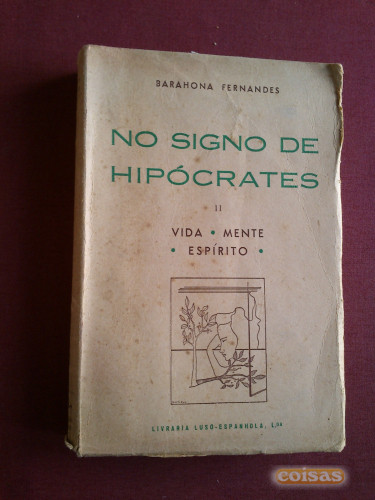 BARAHONA FERNANDES
NO SIGNO DE
HIPÓCRATES
II
VIDA • MENTE
• ESPÍRITO •
LIVRARIA LUSO-ESPANHOLA, L.DA
coisas